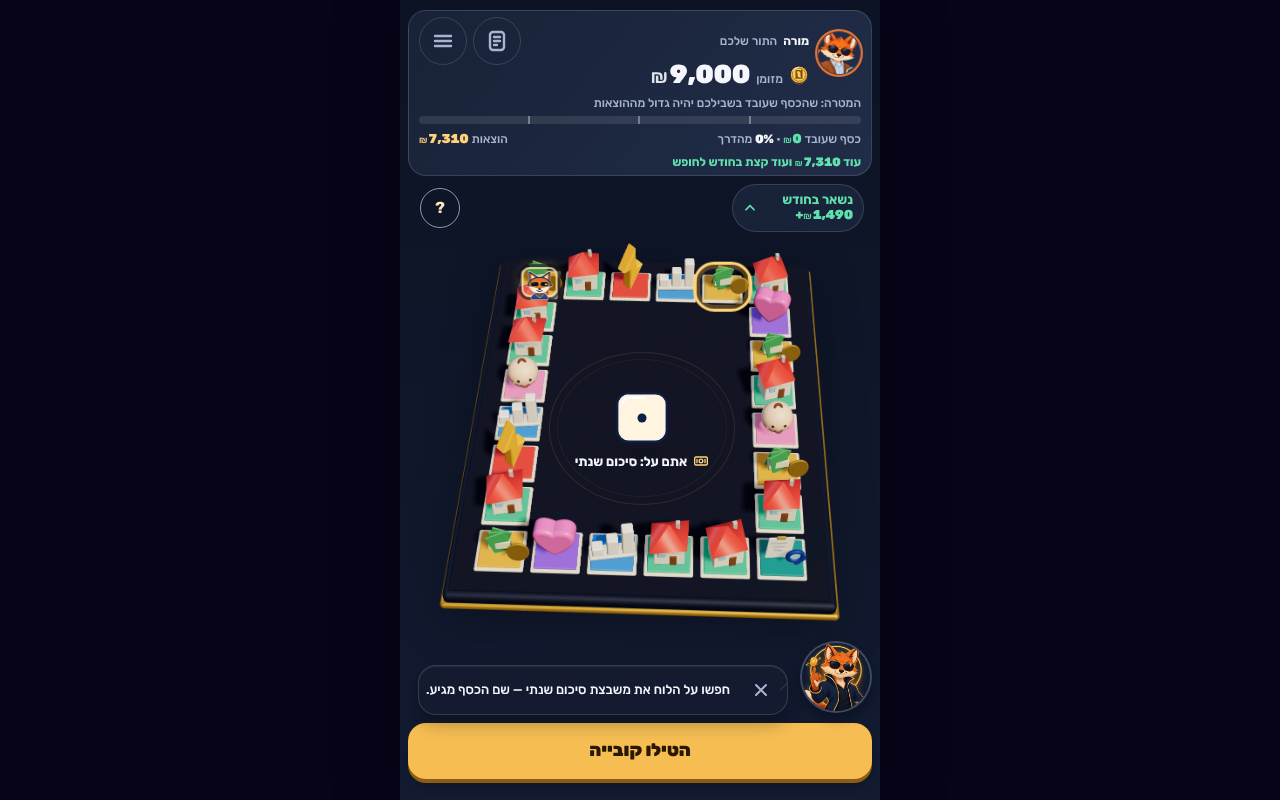 מורה התור שלכם
מזומן 9,000 ₪
המטרה: שהכסף שעובד בשבילכם יהיה גדול מההוצאות
כסף שעובד 0 ₪ • 0% מהדרך
הוצאות 7,310 ₪
עוד 7,310 ₪ ועוד קצת בחודש לחופש
נשאר בחודש
+1,490 ₪
?
אתם על: סיכום שנתי
חפשו על הלוח את משבצת סיכום שנתי – שם הכסף מגיע.
הטילו קובייה